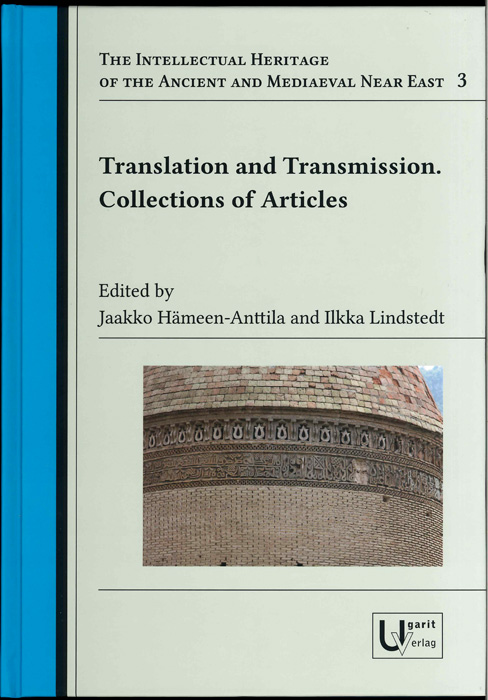 The Intellectual Heritage
of the Ancient and Mediaeval Near East 3
Translation and Transmission.
Collections of Articles
Edited by
Jaakko Hämeen-Anttila and Ilkka Lindstedt
Ugarit
Verlag